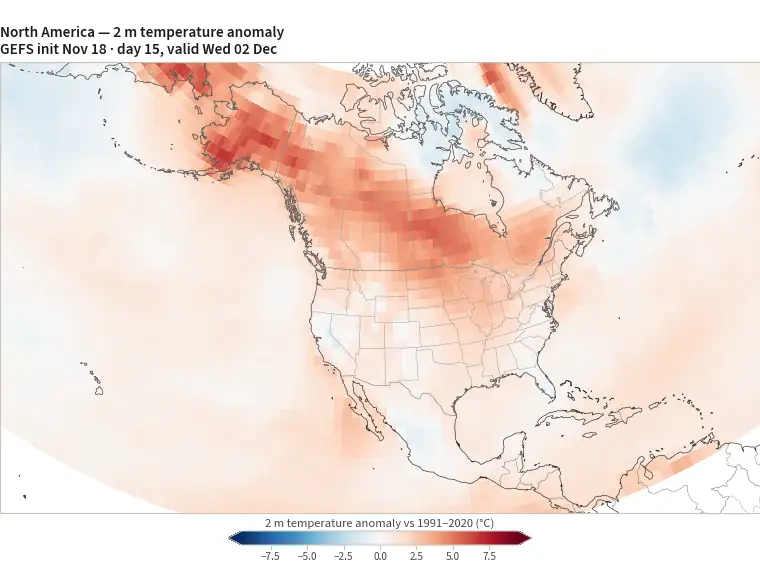 North America — 2 m temperature anomaly
GEFS init Nov 18 · day 15, valid Wed 02 Dec
2 m temperature anomaly vs 1991–2020 (°C)
−7.5 −5.0 −2.5 0.0 2.5 5.0 7.5